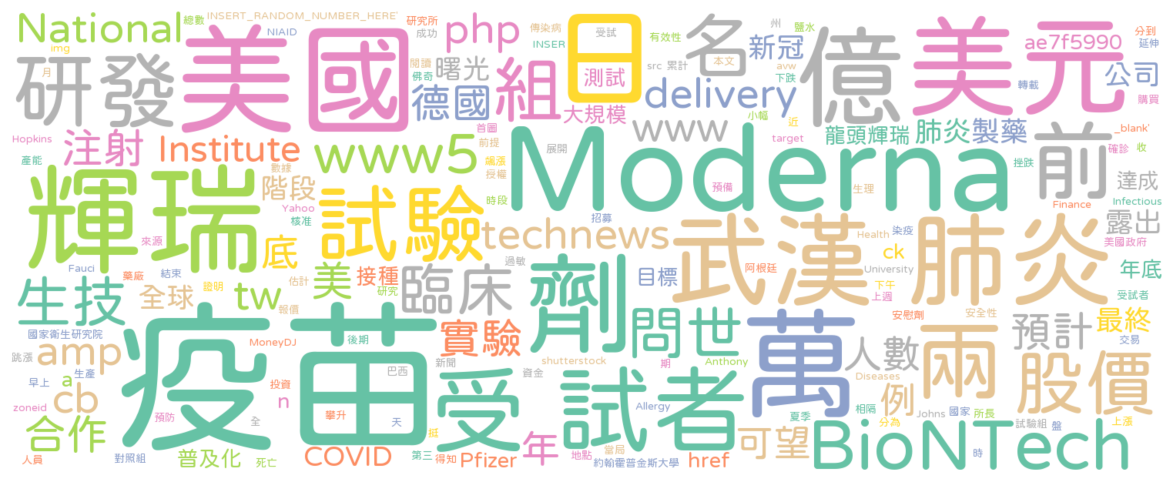 National
總數
INSERT_RANDOM_NUMBER_HERE'
img
NIAID
研究所
成功
閱讀
佛奇
月
研發
美國
曙光
php
傳染病
INSER
組
德國
日
受試
測試
大規模
有效性
src
累計
名
本文
avw
下跌
新冠
州
鹽水
delivery
億
美元
ae7f5990
轉載
分到
延伸
公司
購買
Hopkins
產能
注射
Institute
數據
階段
www5
首圖
前提
飆漲
授權
時段
展開
www
Moderna
預備
小幅
近
target
龍頭輝瑞
肺炎
製藥
挫跌
生理
前
_blank'
收
確診
達成
Infectious
Finance
露出
美國政府
輝瑞
Yahoo
核准
來源
試驗
technews
招募
過敏
武漢
肺炎
Health
染疫
ck
University
下午
上週
年底
受試者
Fauci
結束
藥廠
證明
底
估計
美
接種
研究
臨床
劑
目標
阿根廷
安慰劑
安全性
生技
全球
tw
報價
國家衛生研究院
跳漲
amp
MoneyDJ
生產
早上
a
cb
zoneid
投資
n
疫苗
後期
巴西
實驗
新聞
shutterstock
資金
問世
Anthony
期
萬
人數
兩
預計
最終
交易
股價
上漲
Diseases
例
相隔
Johns
國家
所長
試驗組
盤
分為
預防
全
攀升
天
合作
人員
對照組
普及化
死亡
COVID
第三
得知
挺
Pfizer
受
試者
年
地點
當局
約翰霍普金斯大學
Allergy
href
夏季
可望
BioNTech
時